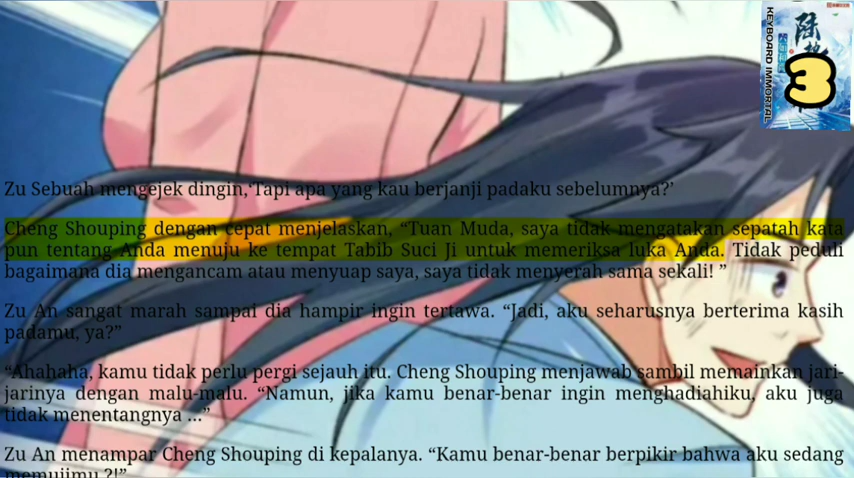 KEYBOARD IMMORTAL
3
Zu Sebuah mengejek dingin,'Tapi apa yang kau berjanji padaku sebelumnya?'
Cheng Shouping dengan cepat menjelaskan, “Tuan Muda, saya tidak mengatakan sepatah kata
pun tentang Anda menuju ke tempat Tabib Suci Ji untuk memeriksa luka Anda. Tidak peduli
bagaimana dia mengancam atau menyuap saya, saya tidak menyerah sama sekali! ”
Zu An sangat marah sampai dia hampir ingin tertawa. “Jadi, aku seharusnya berterima kasih
padamu, ya?”
“Ahahaha, kamu tidak perlu pergi sejauh itu. Cheng Shouping menjawab sambil memainkan jari-
jarinya dengan malu-malu. “Namun, jika kamu benar-benar ingin menghadiahiku, aku juga
tidak menentangnya ...”
Zu An menampar Cheng Shouping di kepalanya. “Kamu benar-benar berpikir bahwa aku sedang
memujimu ?!”